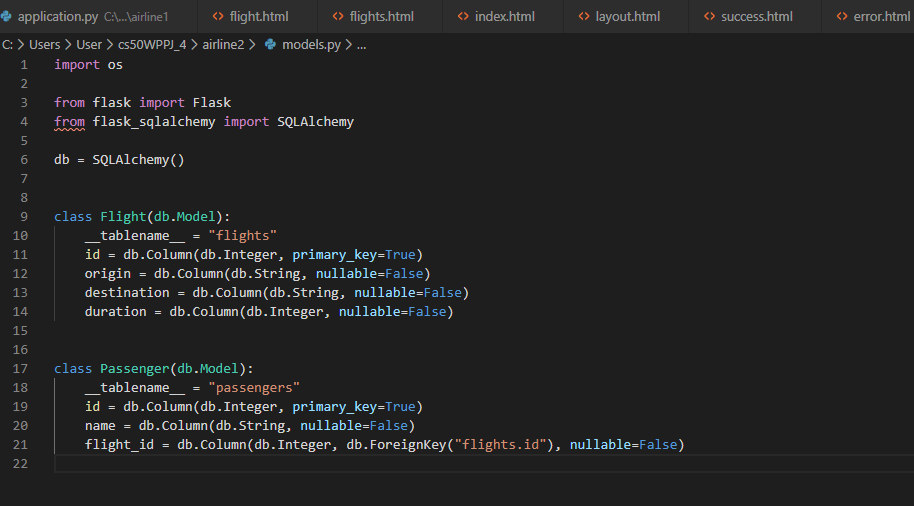 application.py C:\...\airline1 <> flight.html <> flights.html <> index.html <> layout.html <> success.html <> error.html
C: > Users > User > cs50WPPJ_4 > airline2 > models.py > ...
1 import os
2
3 from flask import Flask
4 from flask_sqlalchemy import SQLAlchemy
5
6 db = SQLAlchemy()
7
8
9 class Flight(db.Model):
10 __tablename__ = "flights"
11 id = db.Column(db.Integer, primary_key=True)
12 origin = db.Column(db.String, nullable=False)
13 destination = db.Column(db.String, nullable=False)
14 duration = db.Column(db.Integer, nullable=False)
15
16
17 class Passenger(db.Model):
18 __tablename__ = "passengers"
19 id = db.Column(db.Integer, primary_key=True)
20 name = db.Column(db.String, nullable=False)
21 flight_id = db.Column(db.Integer, db.ForeignKey("flights.id"), nullable=False)
22